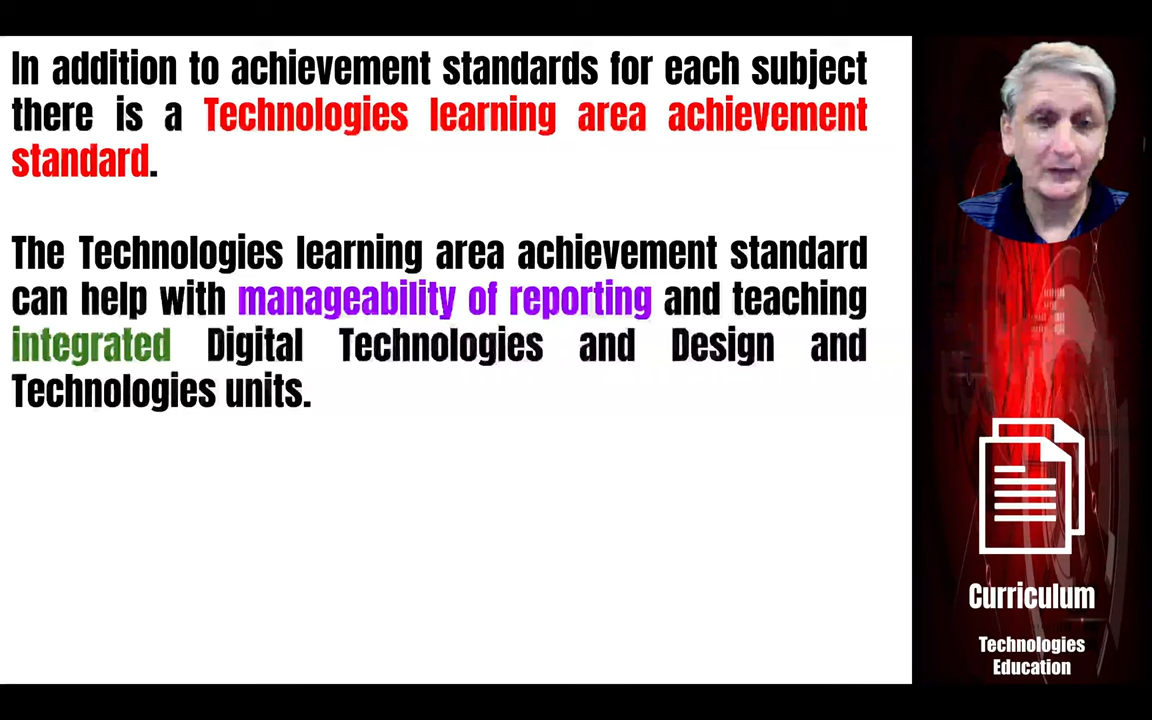 In addition to achievement standards for each subject
there is a Technologies learning area achievement
standard.
The Technologies learning area achievement standard
can help with manageability of reporting and teaching
integrated Digital Technologies and Design and
Technologies units.
Curriculum
Technologies
Education